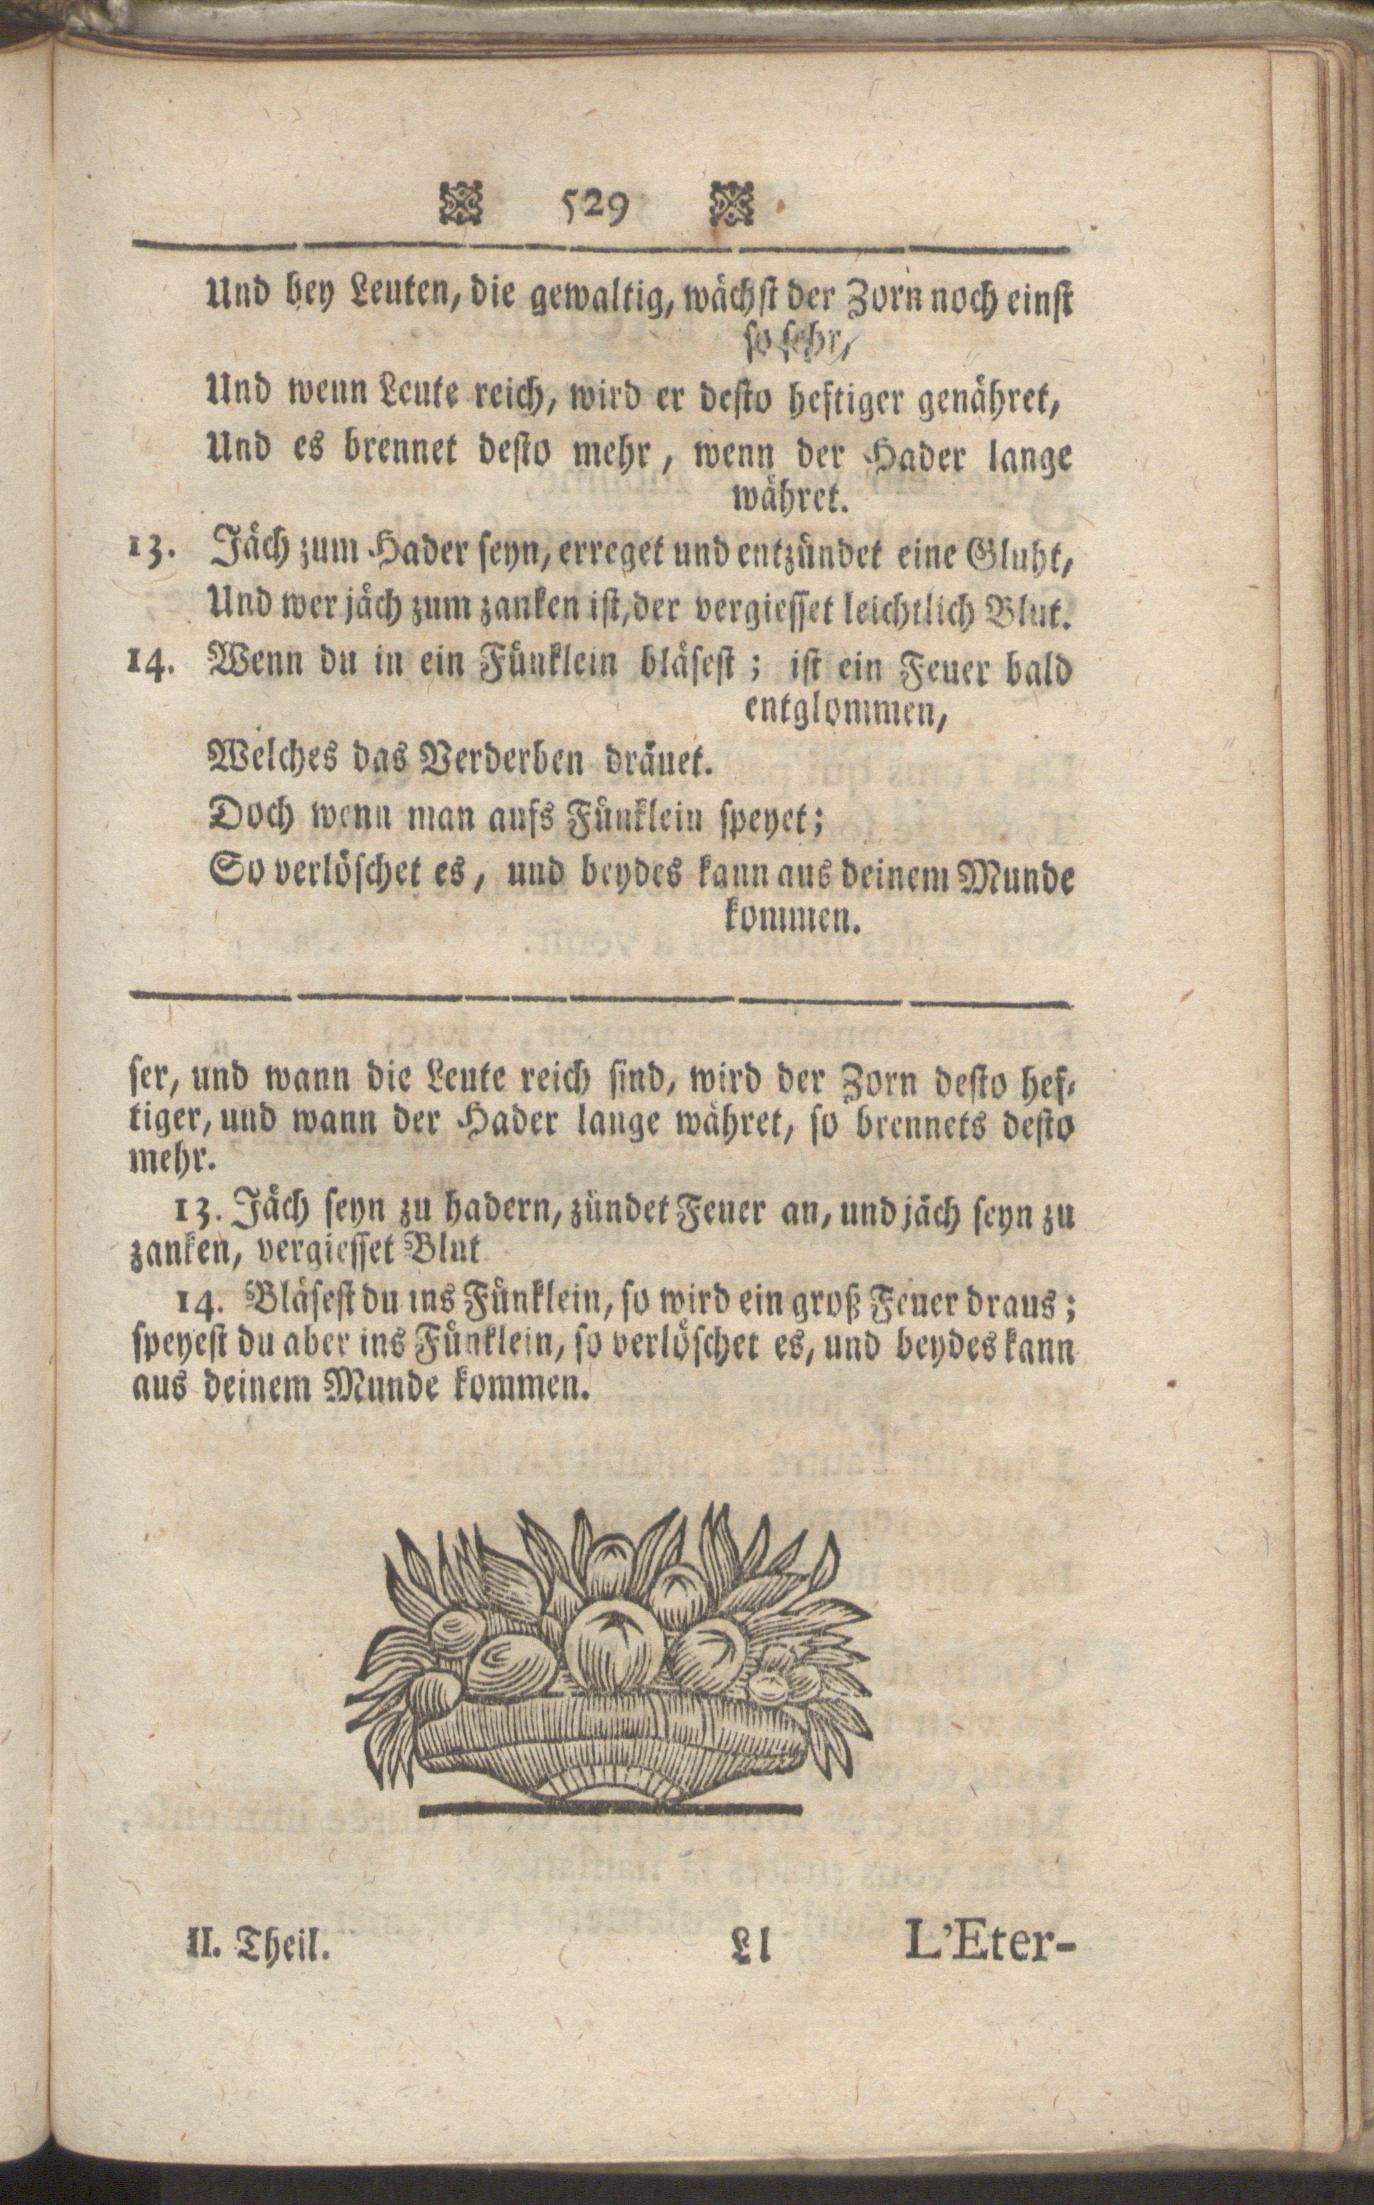 529
Und bey Leuten, die gewaltig, wächst der Zorn noch einst
so sehr,
Und wenn Leute reich, wird er desto heftiger genähret,
Und es brennet desto mehr, wenn der Hader lange
währet.
13. Jäch zum Hader seyn, erreget und entzündet eine Gluht,
Und wer jäch zum zanken ist, der vergiesset leichtlich Blut.
14. Wenn du in ein Fünklein bläsest; ist ein Feuer bald
entglommen,
Welches das Verderben dräuet.
Doch wenn man aufs Fünklein speyet;
So verlöschet es, und beydes kann aus deinem Munde
kommen.
ser, und wann die Leute reich sind, wird der Zorn desto hef-
tiger, und wann der Hader lange währet, so brennets desto
mehr.
13. Jäch seyn zu hadern, zündet Feuer an, und jäch seyn zu
zanken, vergiesset Blut
14. Bläsest du ins Fünklein, so wird ein groß Feuer draus;
speyest du aber ins Fünklein, so verlöschet es, und beydes kann
aus deinem Munde kommen.
II. Theil. Ll L'Eter-